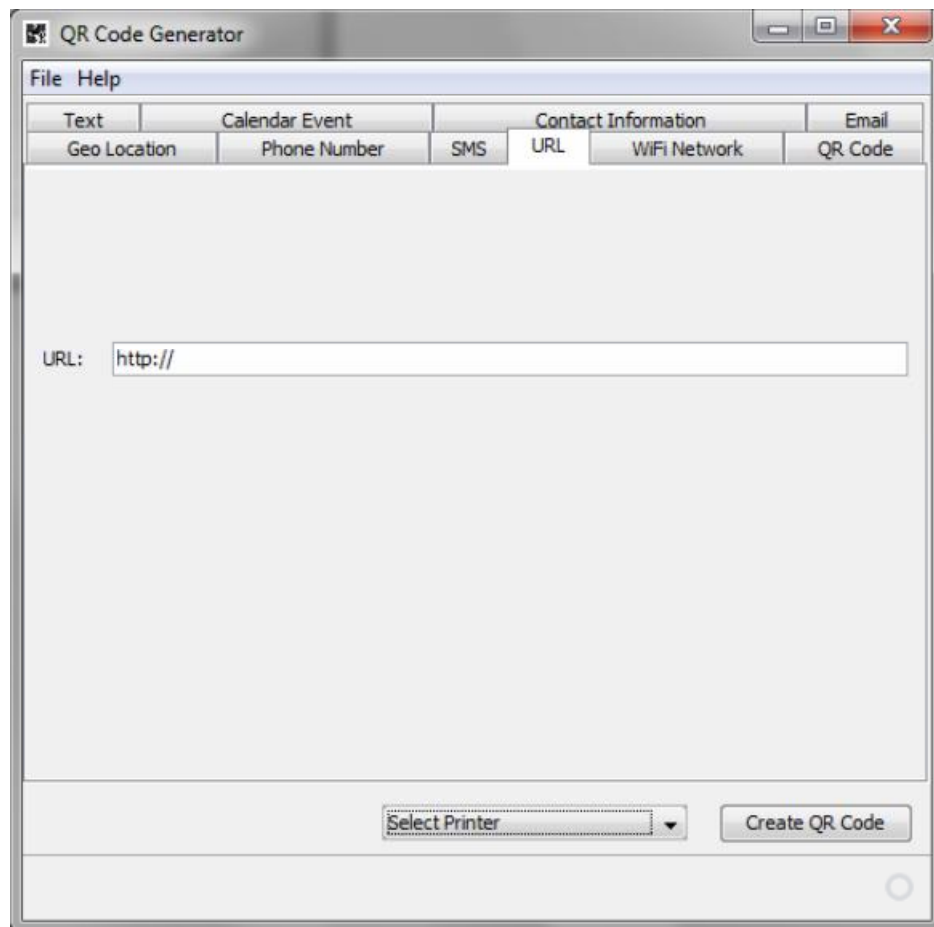 QR Code Generator
File Help
Text Calendar Event Contact Information Email
Geo Location Phone Number SMS URL WiFi Network QR Code
URL: http://
Select Printer Create QR Code